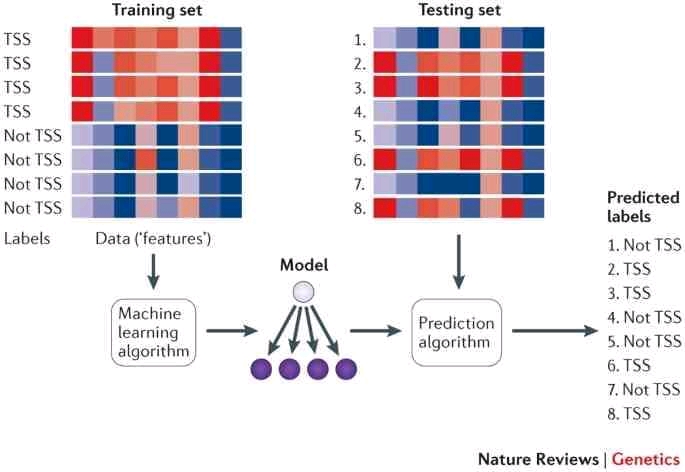 Training set
TSS
TSS
TSS
TSS
Not TSS
Not TSS
Not TSS
Not TSS
Labels
Data (‘features’)
Testing set
1.
2.
3.
4.
5.
6.
7.
8.
Machine
learning
algorithm
Model
Prediction
algorithm
Predicted
labels
1. Not TSS
2. TSS
3. TSS
4. Not TSS
5. Not TSS
6. TSS
7. Not TSS
8. TSS
Nature Reviews | Genetics